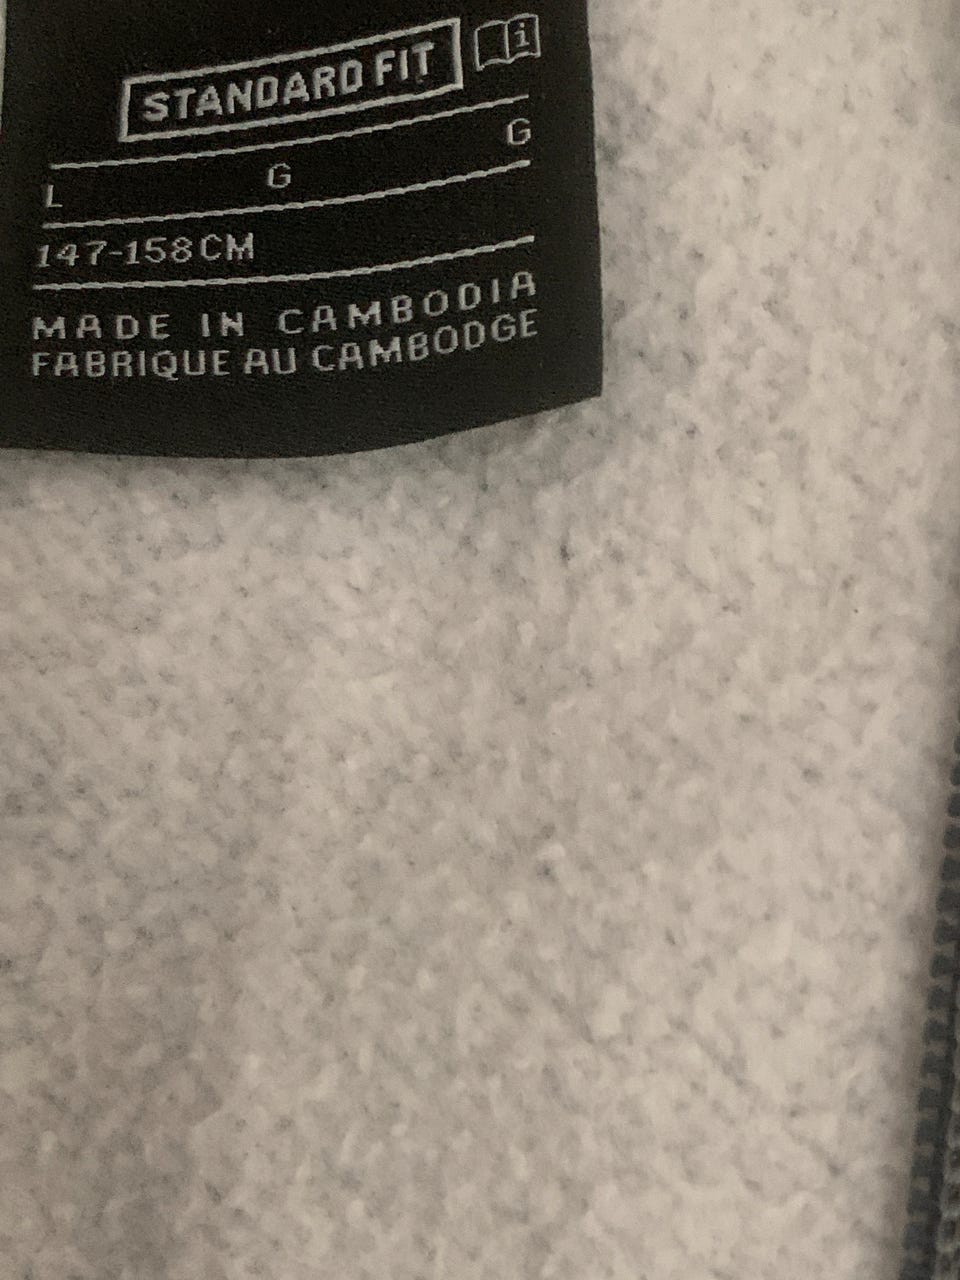 STANDARD FIT i
L G G
147-158CM
MADE IN CAMBODIA
FABRIQUE AU CAMBODGE